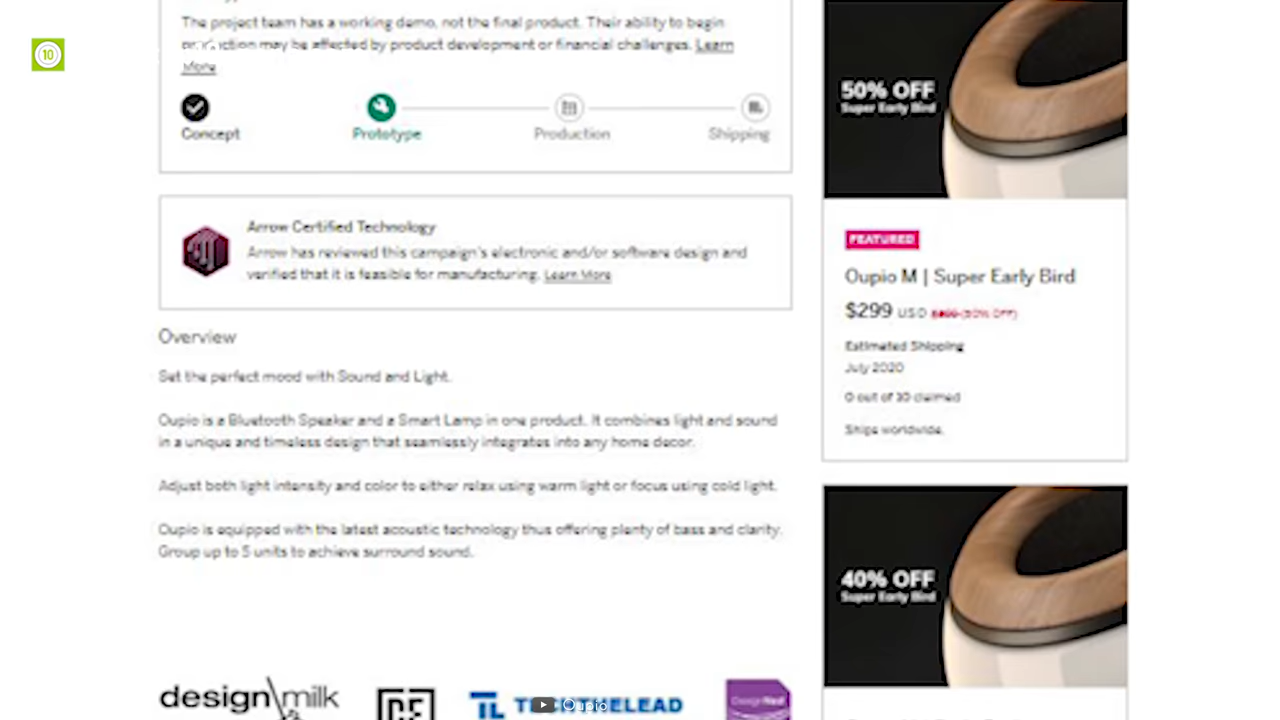 The project team has a working demo, not the final product. Their ability to begin
production may be affected by product development or financial challenges. Learn
More
Concept
Prototype
Production
Shipping
Arrow Certified Technology
Arrow has reviewed this campaign's electronic and/or software design and
verified that it is feasible for manufacturing. Learn More
Overview
Set the perfect mood with Sound and Light.
Oupio is a Bluetooth Speaker and a Smart Lamp in one product. It combines light and sound
in a unique and timeless design that seamlessly integrates into any home decor.
Adjust both light intensity and color to either relax using warm light or focus using cold light.
Oupio is equipped with the latest acoustic technology thus offering plenty of bass and clarity.
Group up to 5 units to achieve surround sound.
design\milk
TL
Oupio
10
50% OFF
Super Early Bird
FEATURED
Oupio M | Super Early Bird
$299 USD (50% OFF)
Estimated Shipping
July 2020
0 out of 30 claimed
Ships worldwide.
40% OFF
Super Early Bird